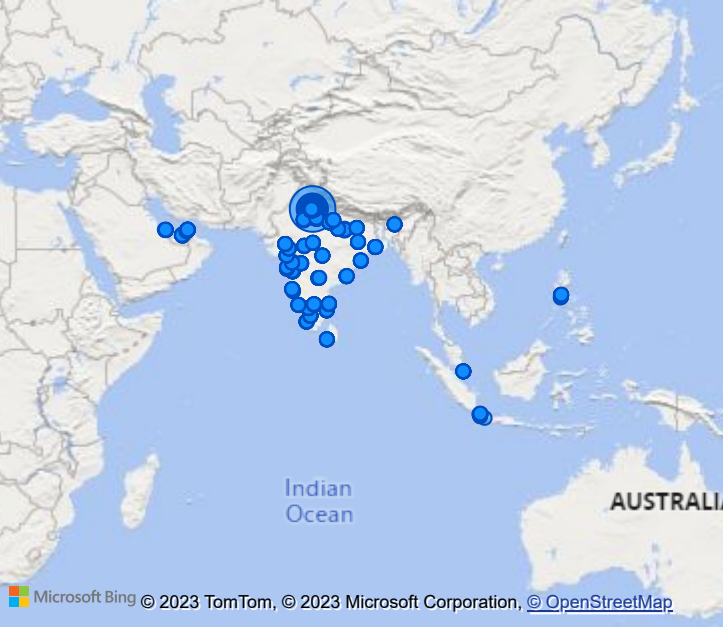 Indian
Ocean
AUSTRALIA
Microsoft Bing © 2023 TomTom, © 2023 Microsoft Corporation, © OpenStreetMap